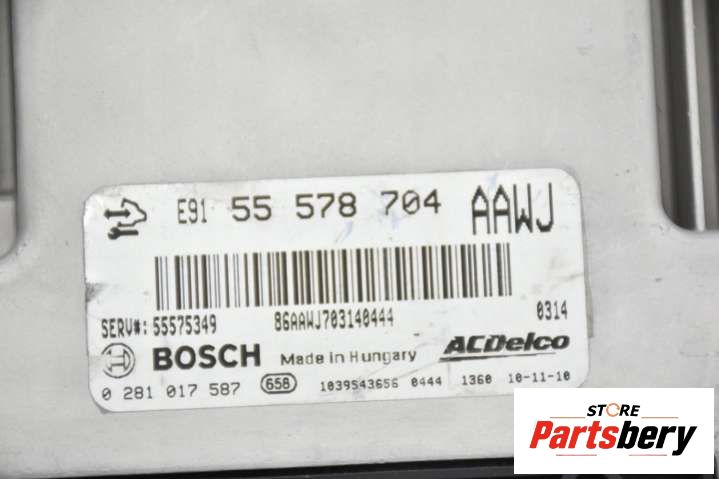 E91 55 578 704 AAWJ
SERV#: 55575349 86AAWJ703140444 0314
BOSCH Made in Hungary ACDelco
0 281 017 587 658 1039S43656 0444 1360 10-11-10
STORE
Partsbery